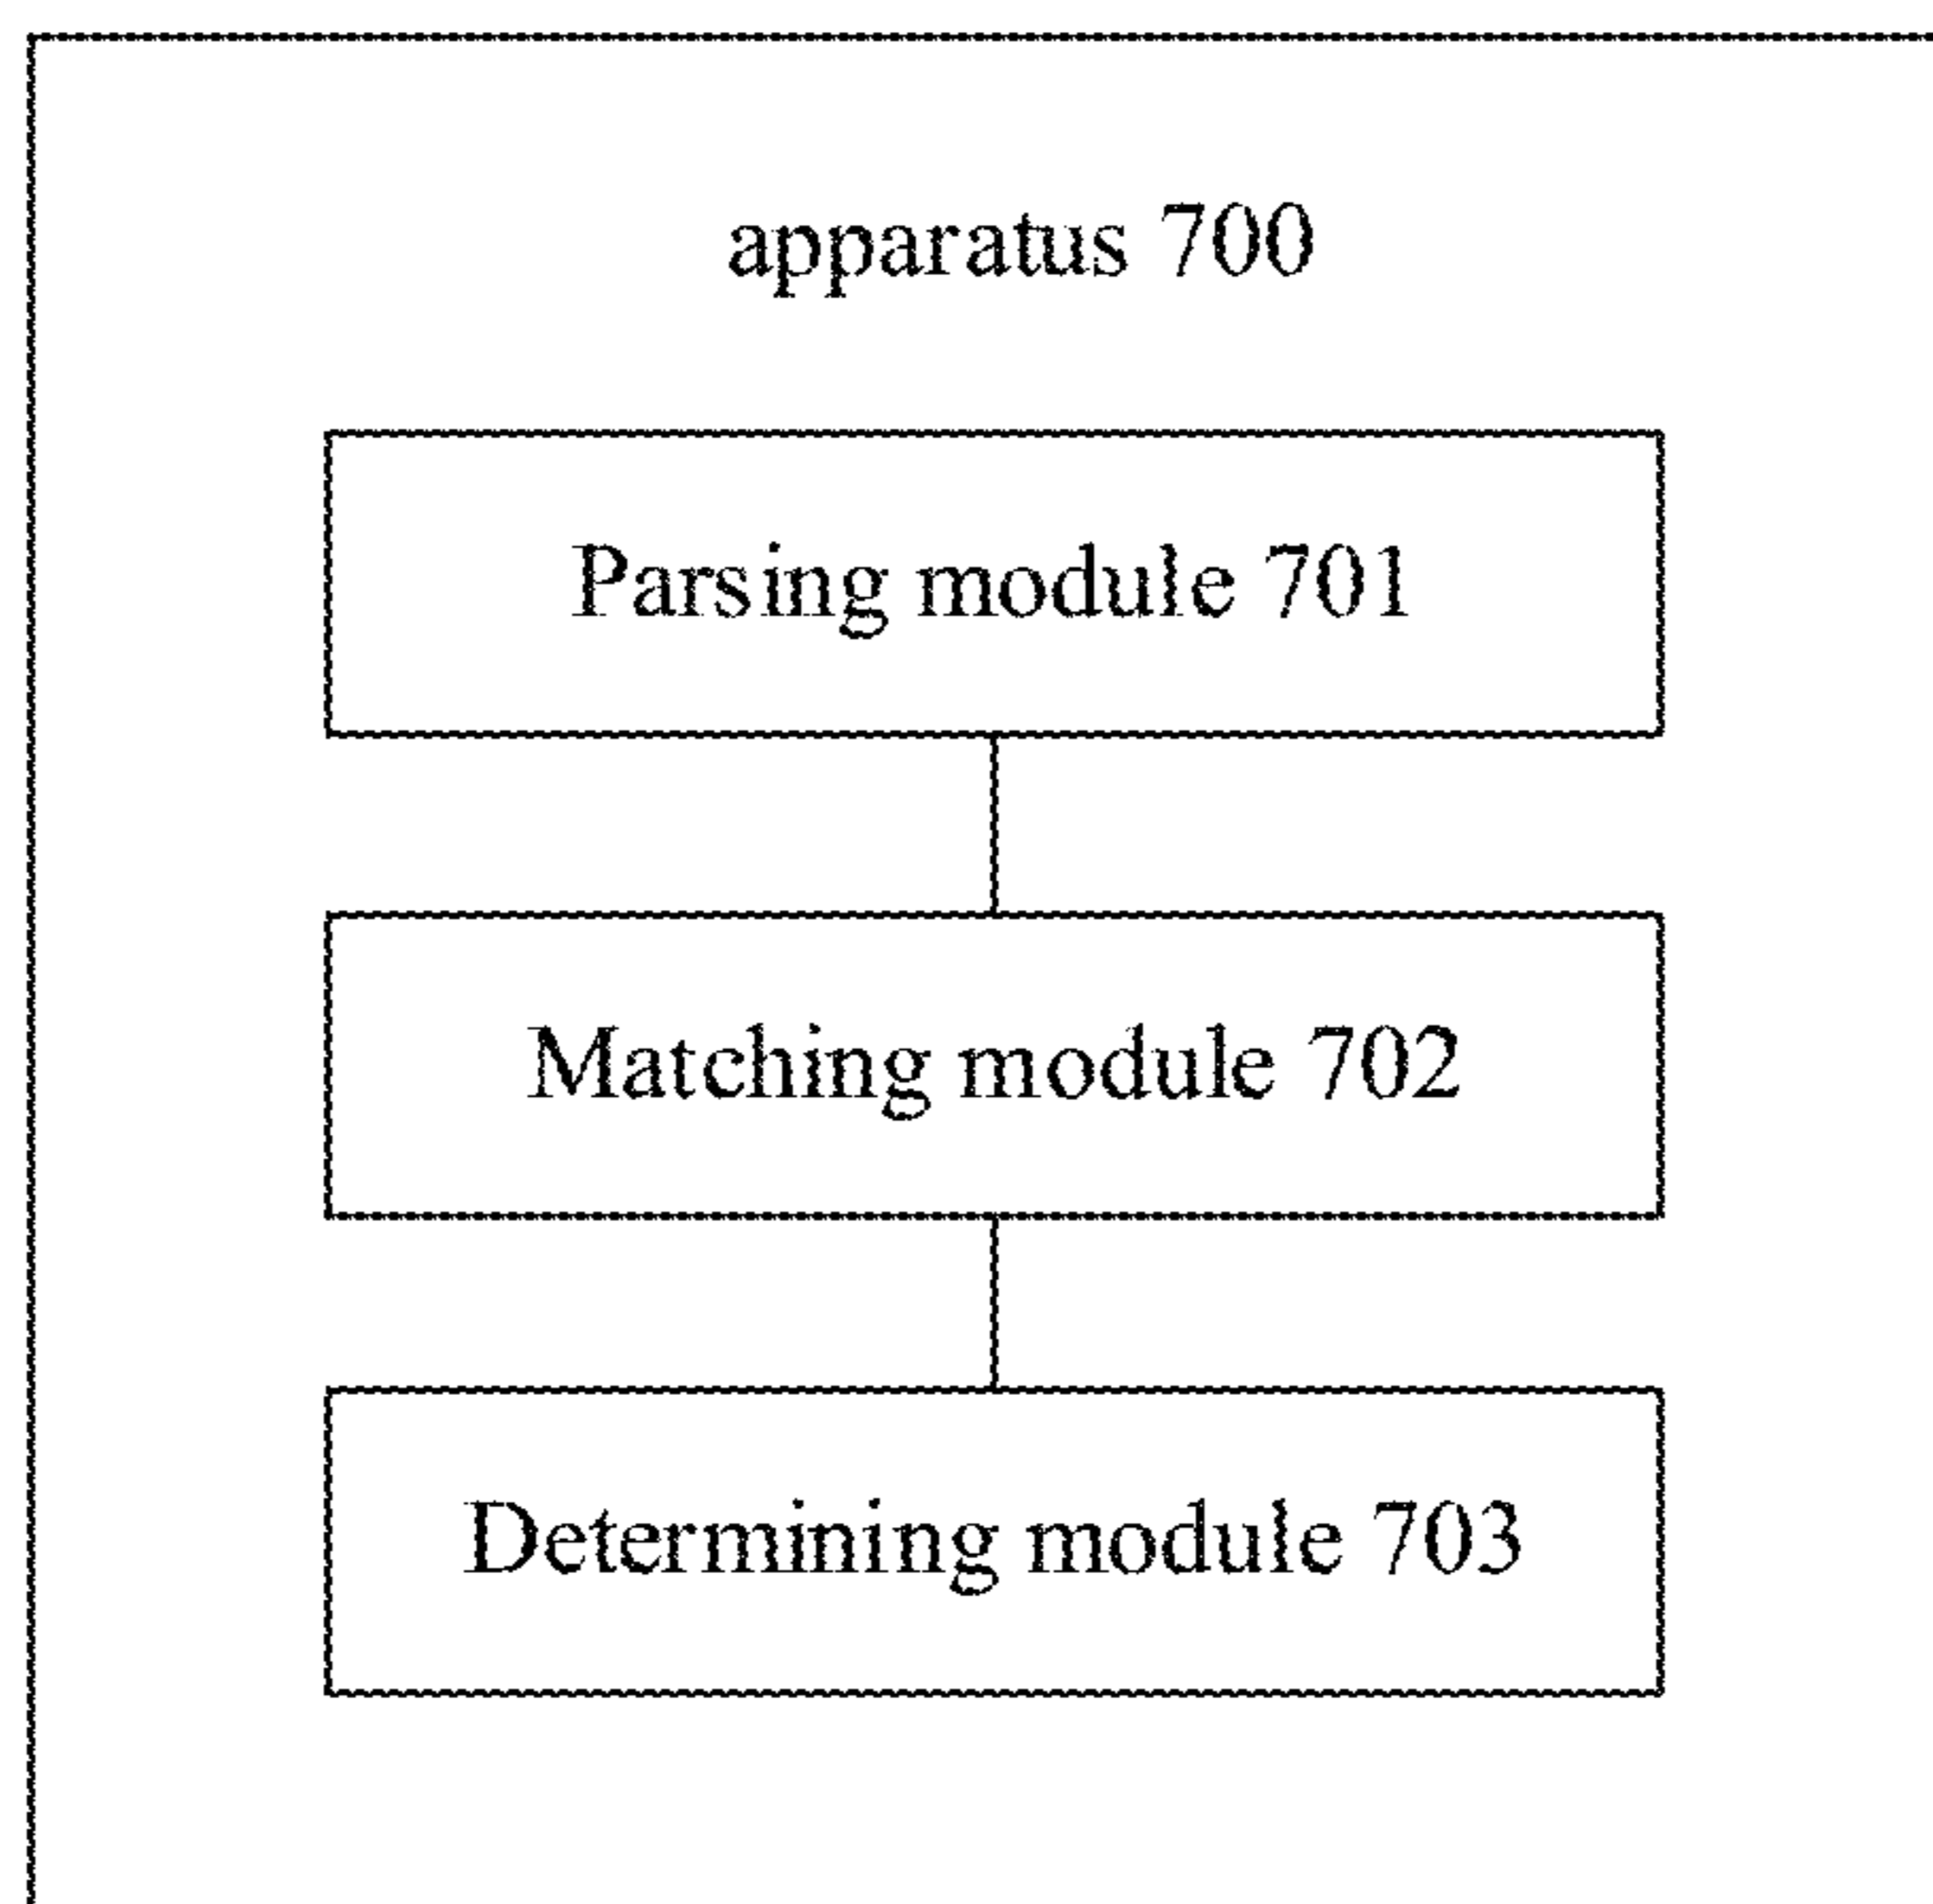 apparatus 700
Parsing module 701
Matching module 702
Determining module 703